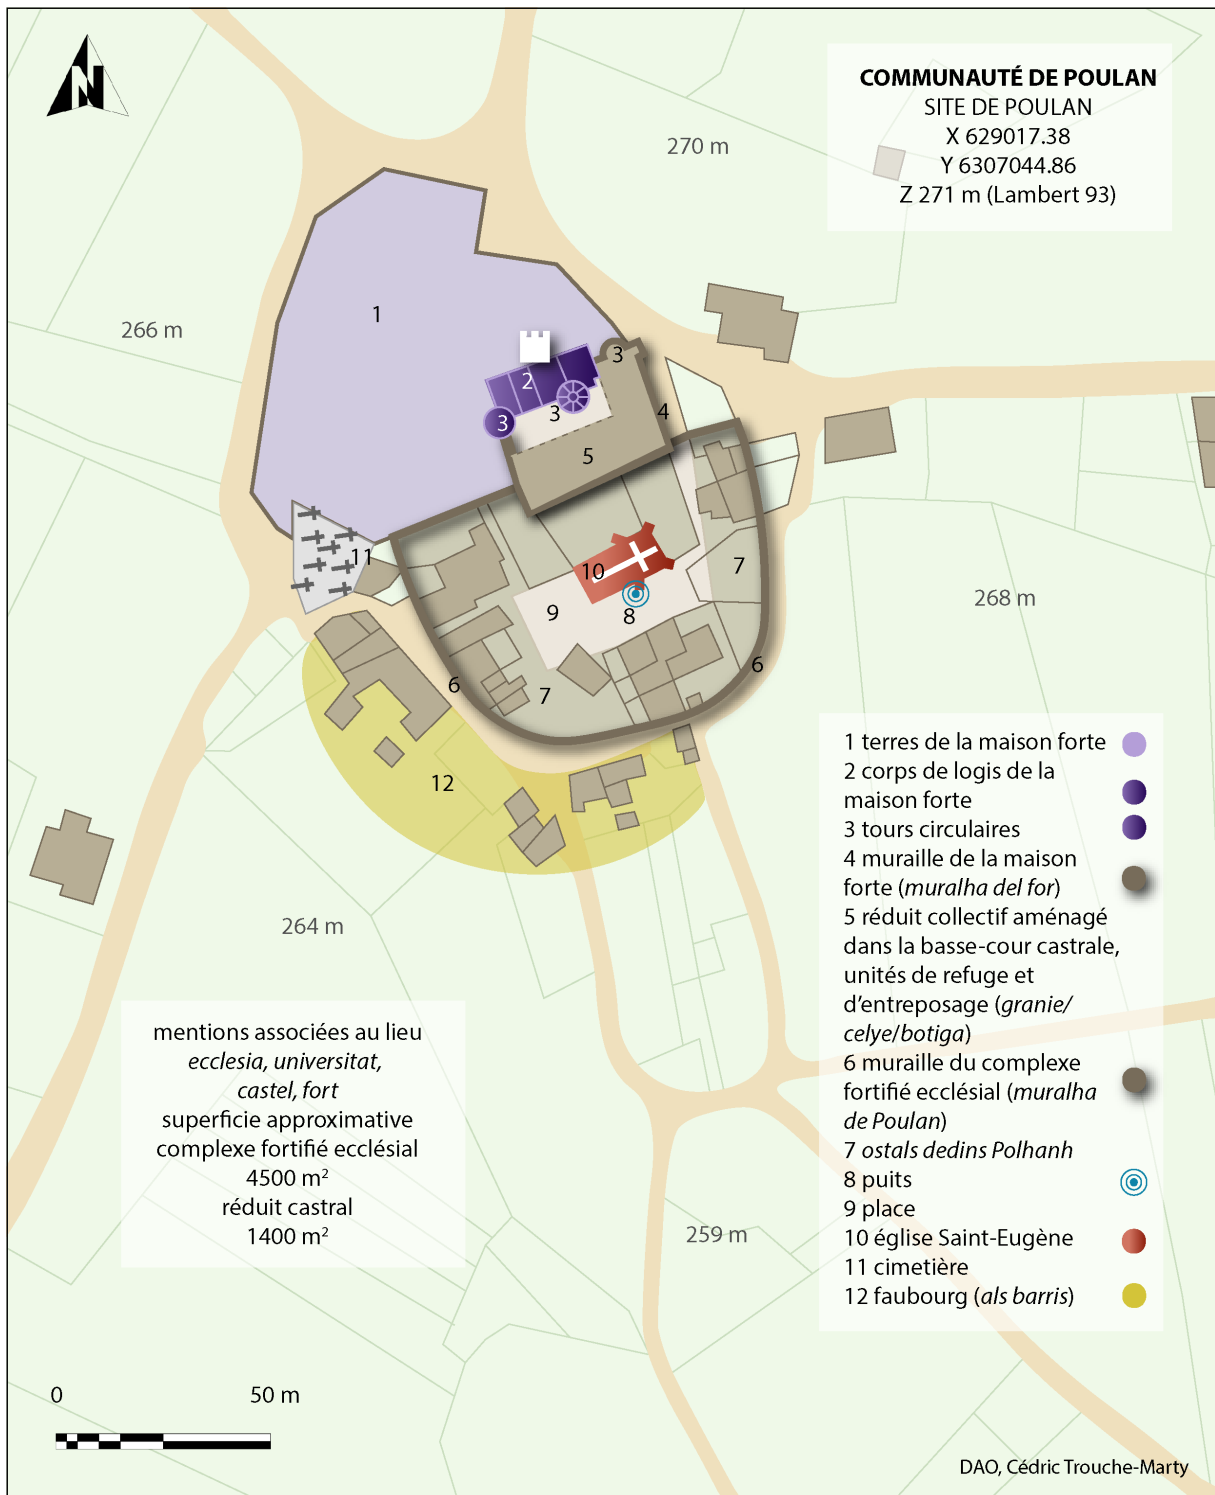 N
COMMUNAUTÉ DE POULAN
SITE DE POULAN
X 629017.38
Y 6307044.86
Z 271 m (Lambert 93)
270 m
266 m
1
2
3
3
3
4
5
11
10
7
9
8
268 m
6
6
7
12
264 m
1 terres de la maison forte
2 corps de logis de la
maison forte
3 tours circulaires
4 muraille de la maison
forte (muralha del for)
5 réduit collectif aménagé
dans la basse-cour castrale,
unités de refuge et
d’entreposage (granie/
celye/botiga)
6 muraille du complexe
fortifié ecclésial (muralha
de Poulan)
7 ostals dedins Polhanh
8 puits
9 place
10 église Saint-Eugène
11 cimetière
12 faubourg (als barris)
mentions associées au lieu
ecclesia, universitat,
castel, fort
superficie approximative
complexe fortifié ecclésial
4500 m²
réduit castral
1400 m²
259 m
0 50 m
DAO, Cédric Trouche-Marty